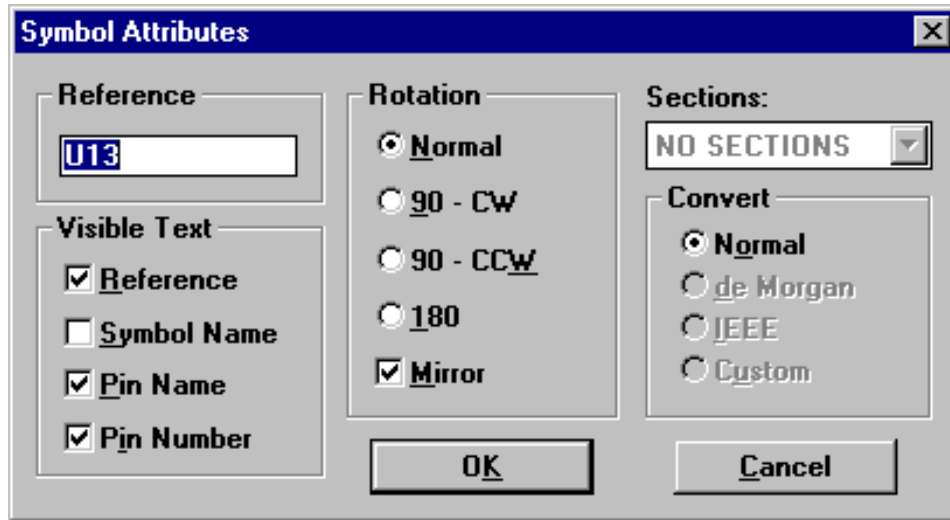 Symbol Attributes
Reference
U13
Visible Text
Reference
Symbol Name
Pin Name
Pin Number
Rotation
Normal
90 - CW
90 - CCW
180
Mirror
Sections:
NO SECTIONS
Convert
Normal
de Morgan
IEEE
Custom
OK
Cancel